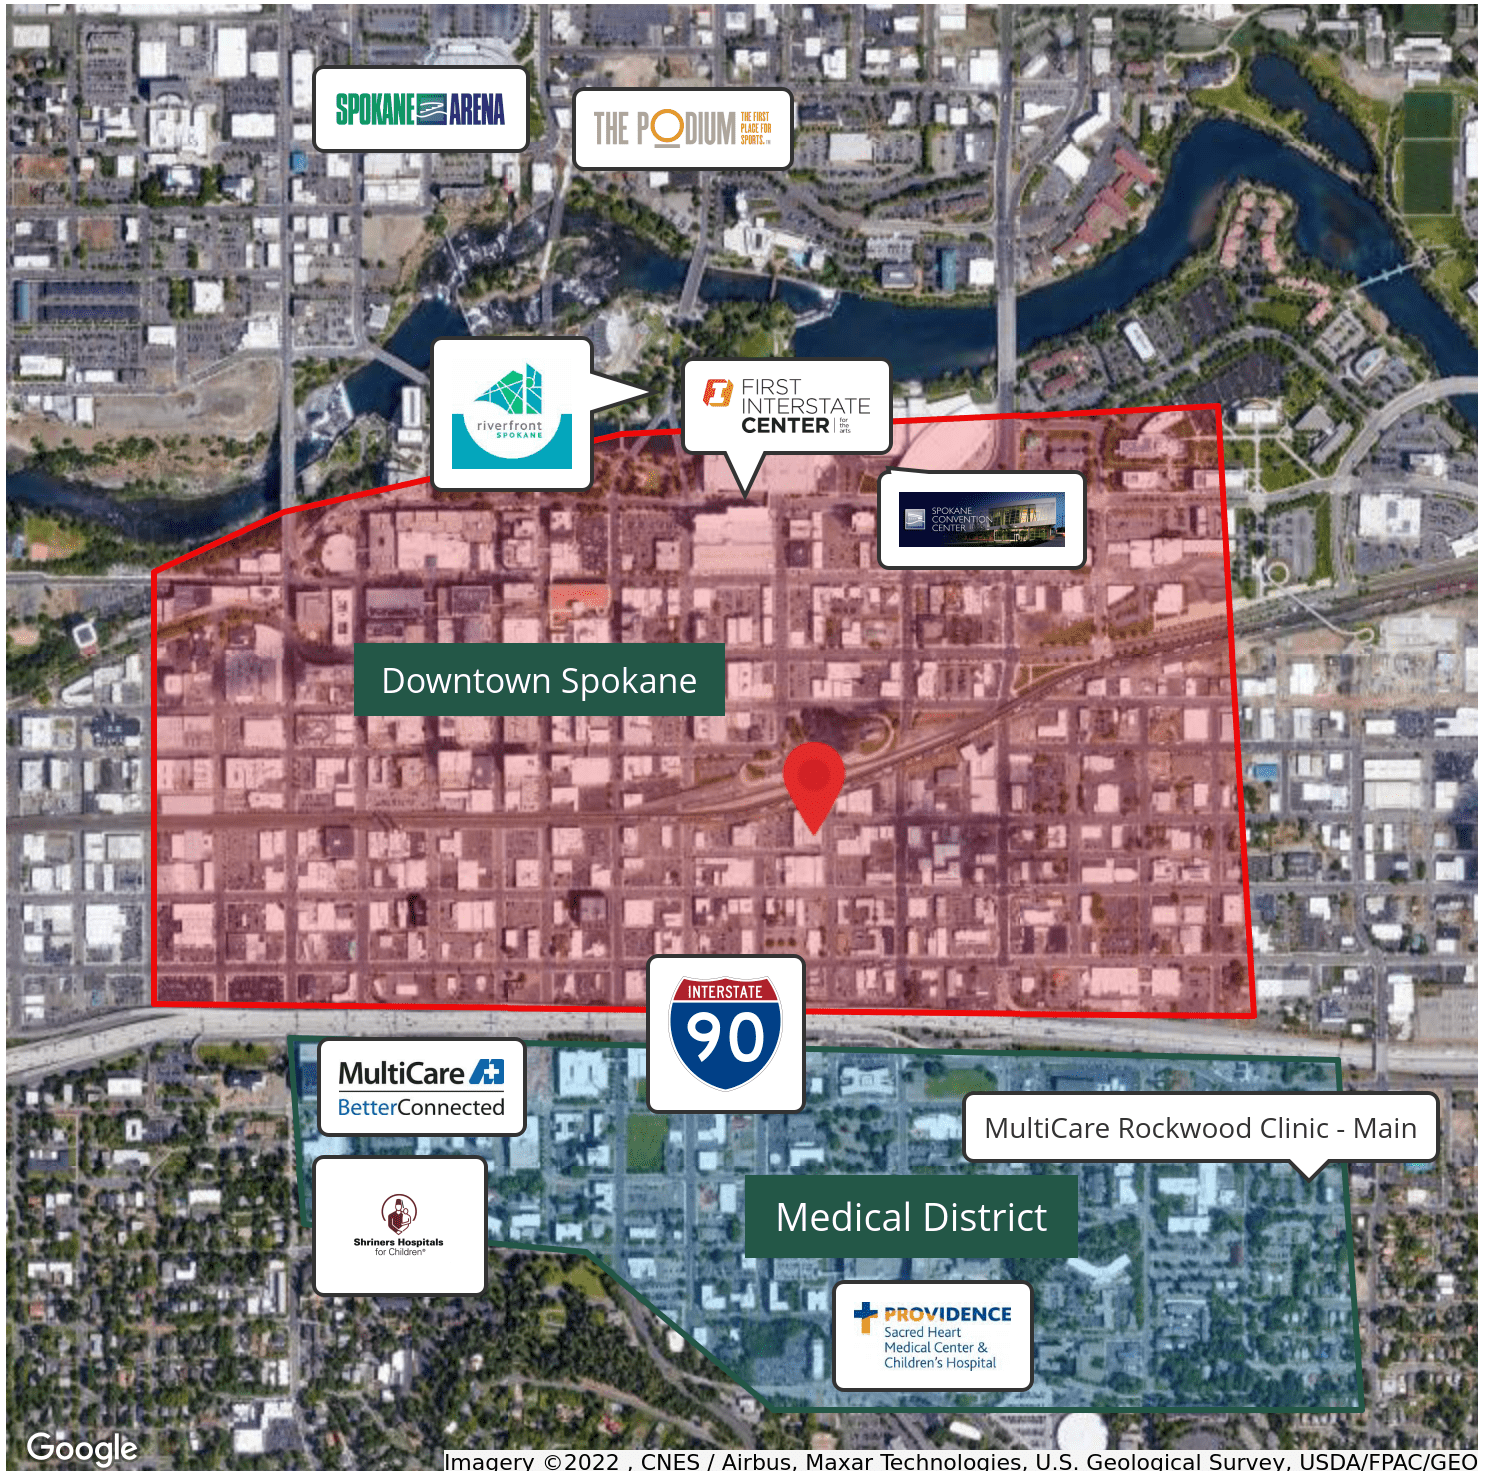 SPOKANE ARENA
THE PODIUM
THE FIRST
PLACE FOR
SPORTS.
riverfront
SPOKANE
FIRST
INTERSTATE
CENTER
for
the
arts
SPOKANE
CONVENTION
CENTER
Downtown Spokane
INTERSTATE
90
MultiCare
BetterConnected
MultiCare Rockwood Clinic - Main
Shriners Hospitals
for Children®
Medical District
PROVIDENCE
Sacred Heart
Medical Center &
Children's Hospital
Google
Imagery ©2022 , CNES / Airbus, Maxar Technologies, U.S. Geological Survey, USDA/FPAC/GEO